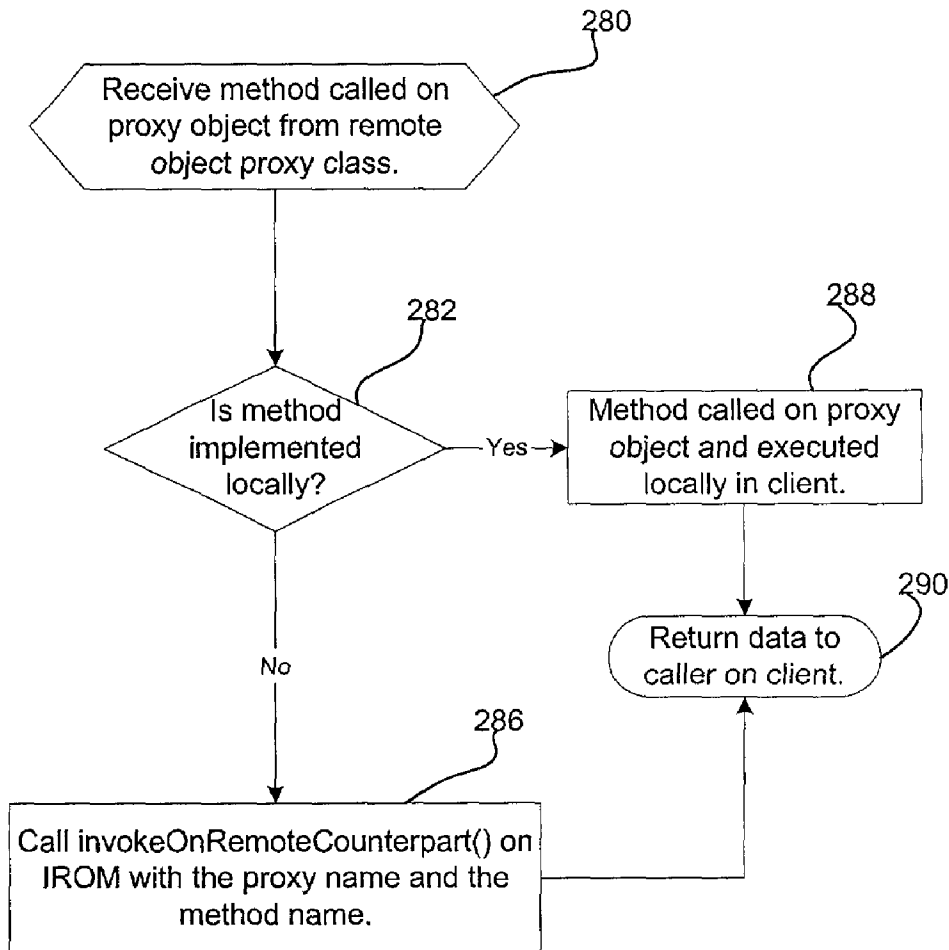 280
Receive method called on
proxy object from remote
object proxy class.
282
Is method
implemented
locally?
Yes
288
Method called on proxy
object and executed
locally in client.
290
Return data to
caller on client.
No
286
Call invokeOnRemoteCounterpart() on
IROM with the proxy name and the
method name.